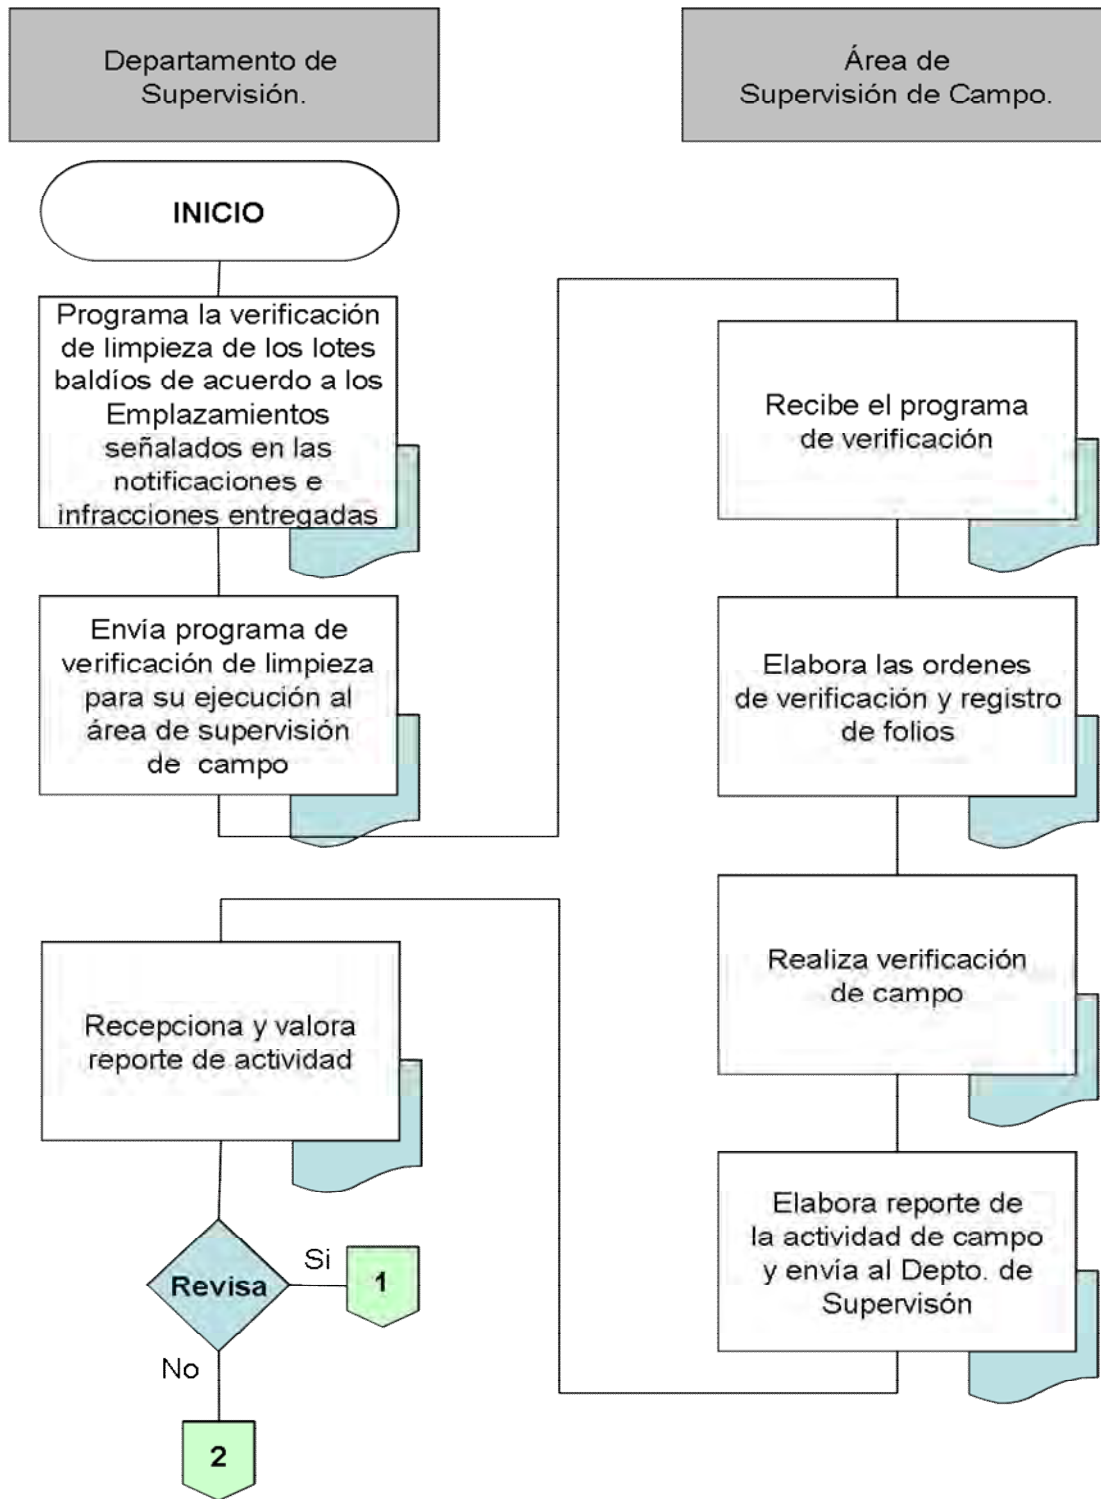 Departamento de
Supervisión.
Área de
Supervisión de Campo.
INICIO
Programa la verificación
de limpieza de los lotes
baldíos de acuerdo a los
Emplazamientos
señalados en las
notificaciones e
infracciones entregadas
Envía programa de
verificación de limpieza
para su ejecución al
área de supervisión
de campo
Recibe el programa
de verificación
Elabora las ordenes
de verificación y registro
de folios
Realiza verificación
de campo
Elabora reporte de
la actividad de campo
y envía al Depto. de
Supervisón
Recepciona y valora
reporte de actividad
Revisa
Si
1
No
2